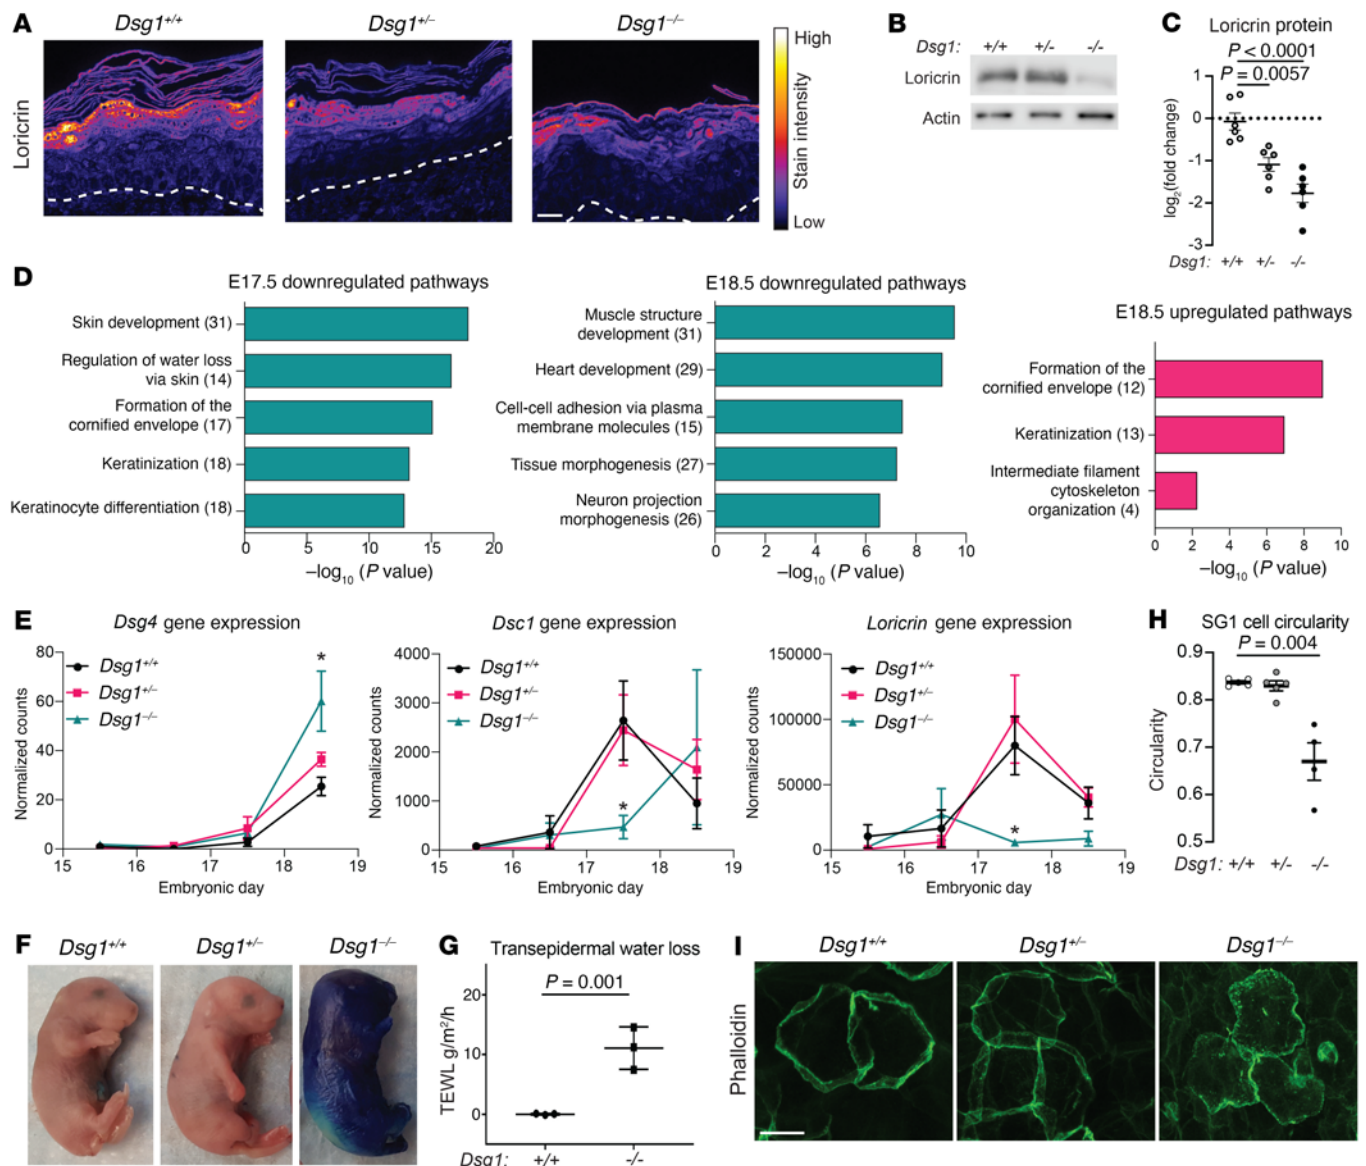 A
Dsg1+/+
Dsg1+/–
Dsg1–/–
Loricrin
High
Stain intensity
Low
B
Dsg1: +/+ +/- -/-
Loricrin
Actin
C
Loricrin protein
P < 0.0001
P = 0.0057
log2(fold change)
1
0
-1
-2
-3
Dsg1: +/+ +/- -/-
D
E17.5 downregulated pathways
Skin development (31)
Regulation of water loss
via skin (14)
Formation of the
cornified envelope (17)
Keratinization (18)
Keratinocyte differentiation (18)
0 5 10 15 20
–log10 (P value)
E18.5 downregulated pathways
Muscle structure
development (31)
Heart development (29)
Cell-cell adhesion via plasma
membrane molecules (15)
Tissue morphogenesis (27)
Neuron projection
morphogenesis (26)
0 2 4 6 8 10
–log10 (P value)
E18.5 upregulated pathways
Formation of the
cornified envelope (12)
Keratinization (13)
Intermediate filament
cytoskeleton
organization (4)
0 2 4 6 8 10
–log10 (P value)
E
Dsg4 gene expression
Normalized counts
80
60
40
20
0
Dsg1+/+
Dsg1+/–
Dsg1–/–
*
15 16 17 18 19
Embryonic day
Dsc1 gene expression
Normalized counts
4000
3000
2000
1000
0
Dsg1+/+
Dsg1+/–
Dsg1–/–
*
15 16 17 18 19
Embryonic day
Loricrin gene expression
Normalized counts
150000
100000
50000
0
Dsg1+/+
Dsg1+/–
Dsg1–/–
*
15 16 17 18 19
Embryonic day
H
SG1 cell circularity
P = 0.004
Circularity
0.9
0.8
0.7
0.6
0.5
Dsg1: +/+ +/- -/-
F
Dsg1+/+
Dsg1+/–
Dsg1–/–
G
Transepidermal water loss
P = 0.001
TEWL g/m2/h
20
10
0
Dsg1: +/+ -/-
I
Dsg1+/+
Dsg1+/–
Dsg1–/–
Phalloidin